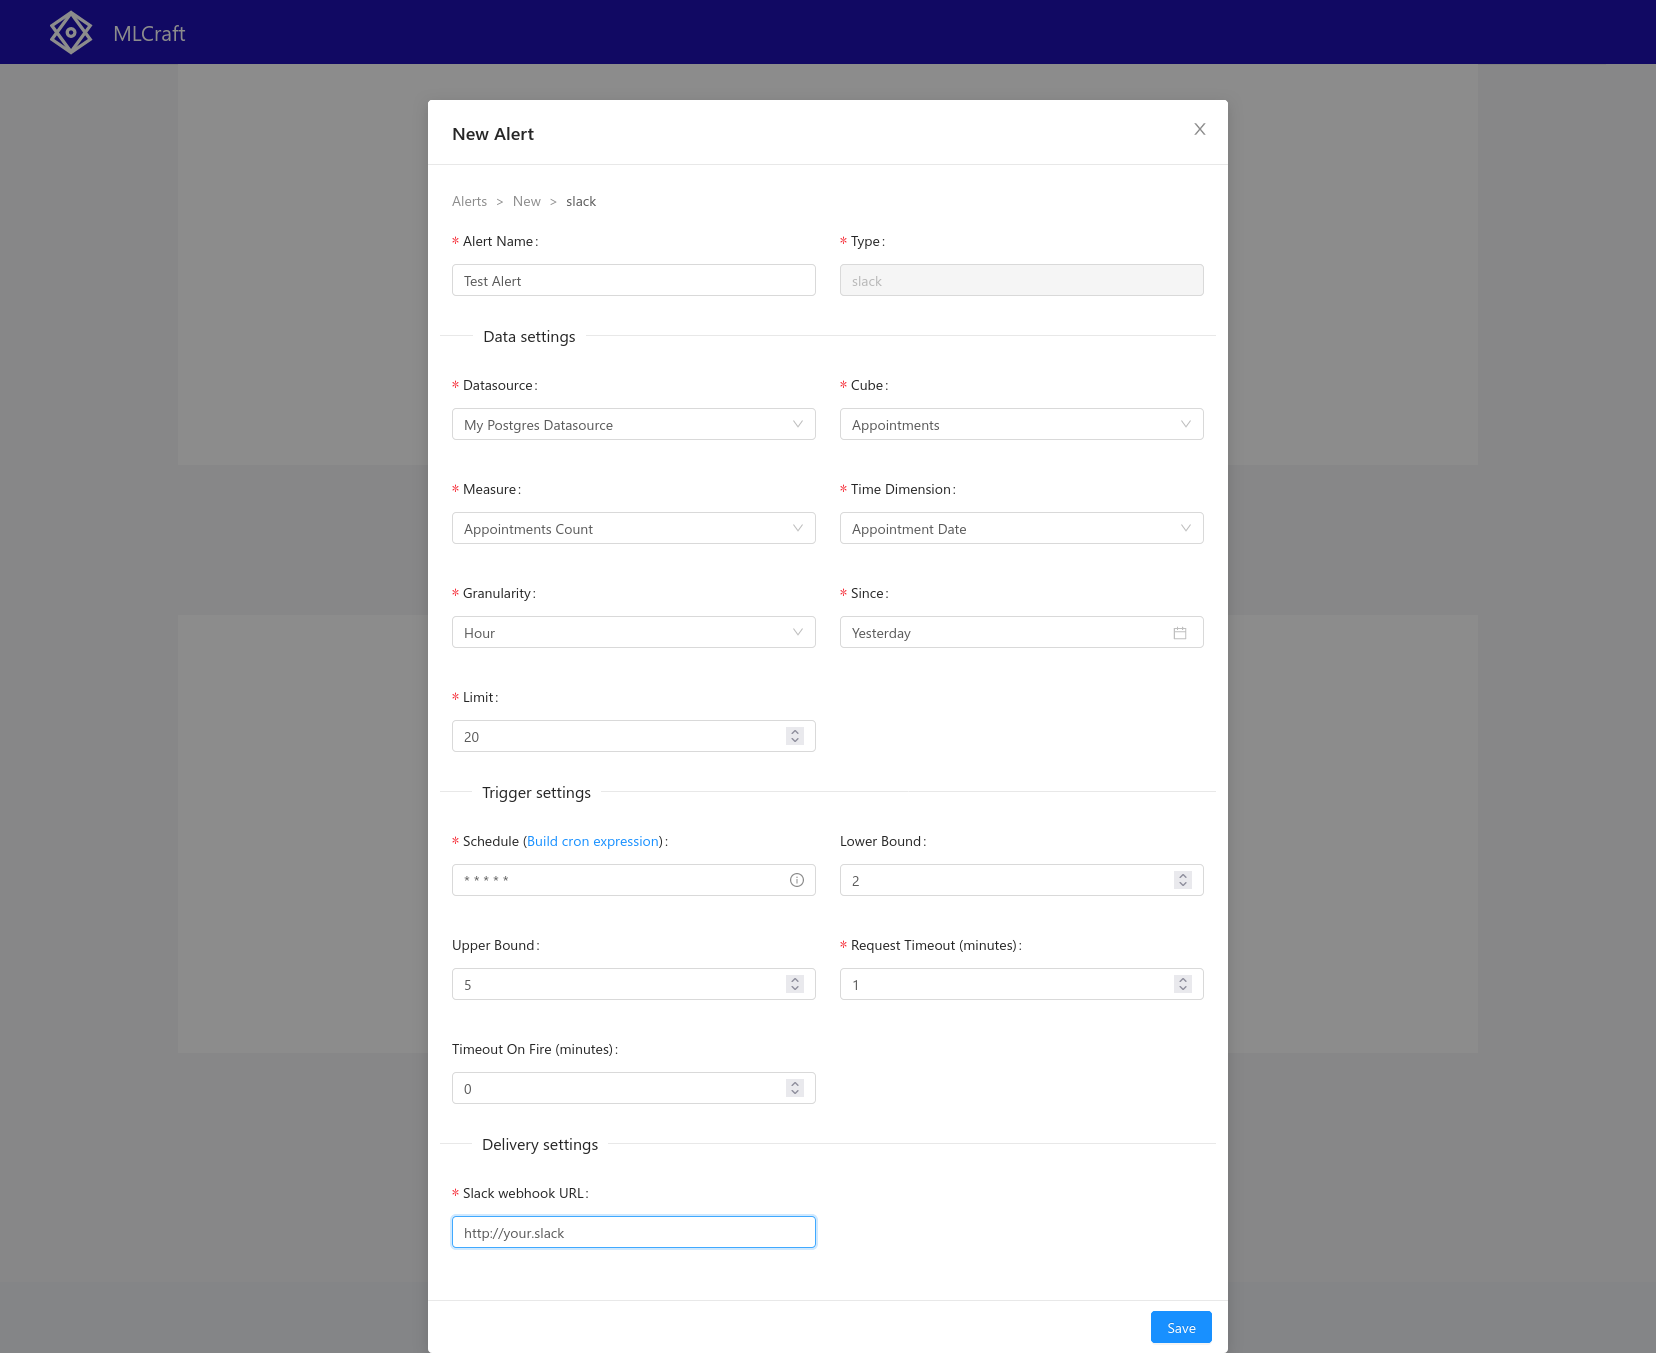 MLCraft
New Alert
Alerts > New > slack
* Alert Name:
* Type:
Test Alert
slack
Data settings
* Datasource:
* Cube:
My Postgres Datasource
Appointments
* Measure:
* Time Dimension:
Appointments Count
Appointment Date
* Granularity:
* Since:
Hour
Yesterday
* Limit:
20
Trigger settings
* Schedule (Build cron expression):
Lower Bound:
* * * * *
2
Upper Bound:
* Request Timeout (minutes):
5
1
Timeout On Fire (minutes):
0
Delivery settings
* Slack webhook URL:
http://your.slack
Save